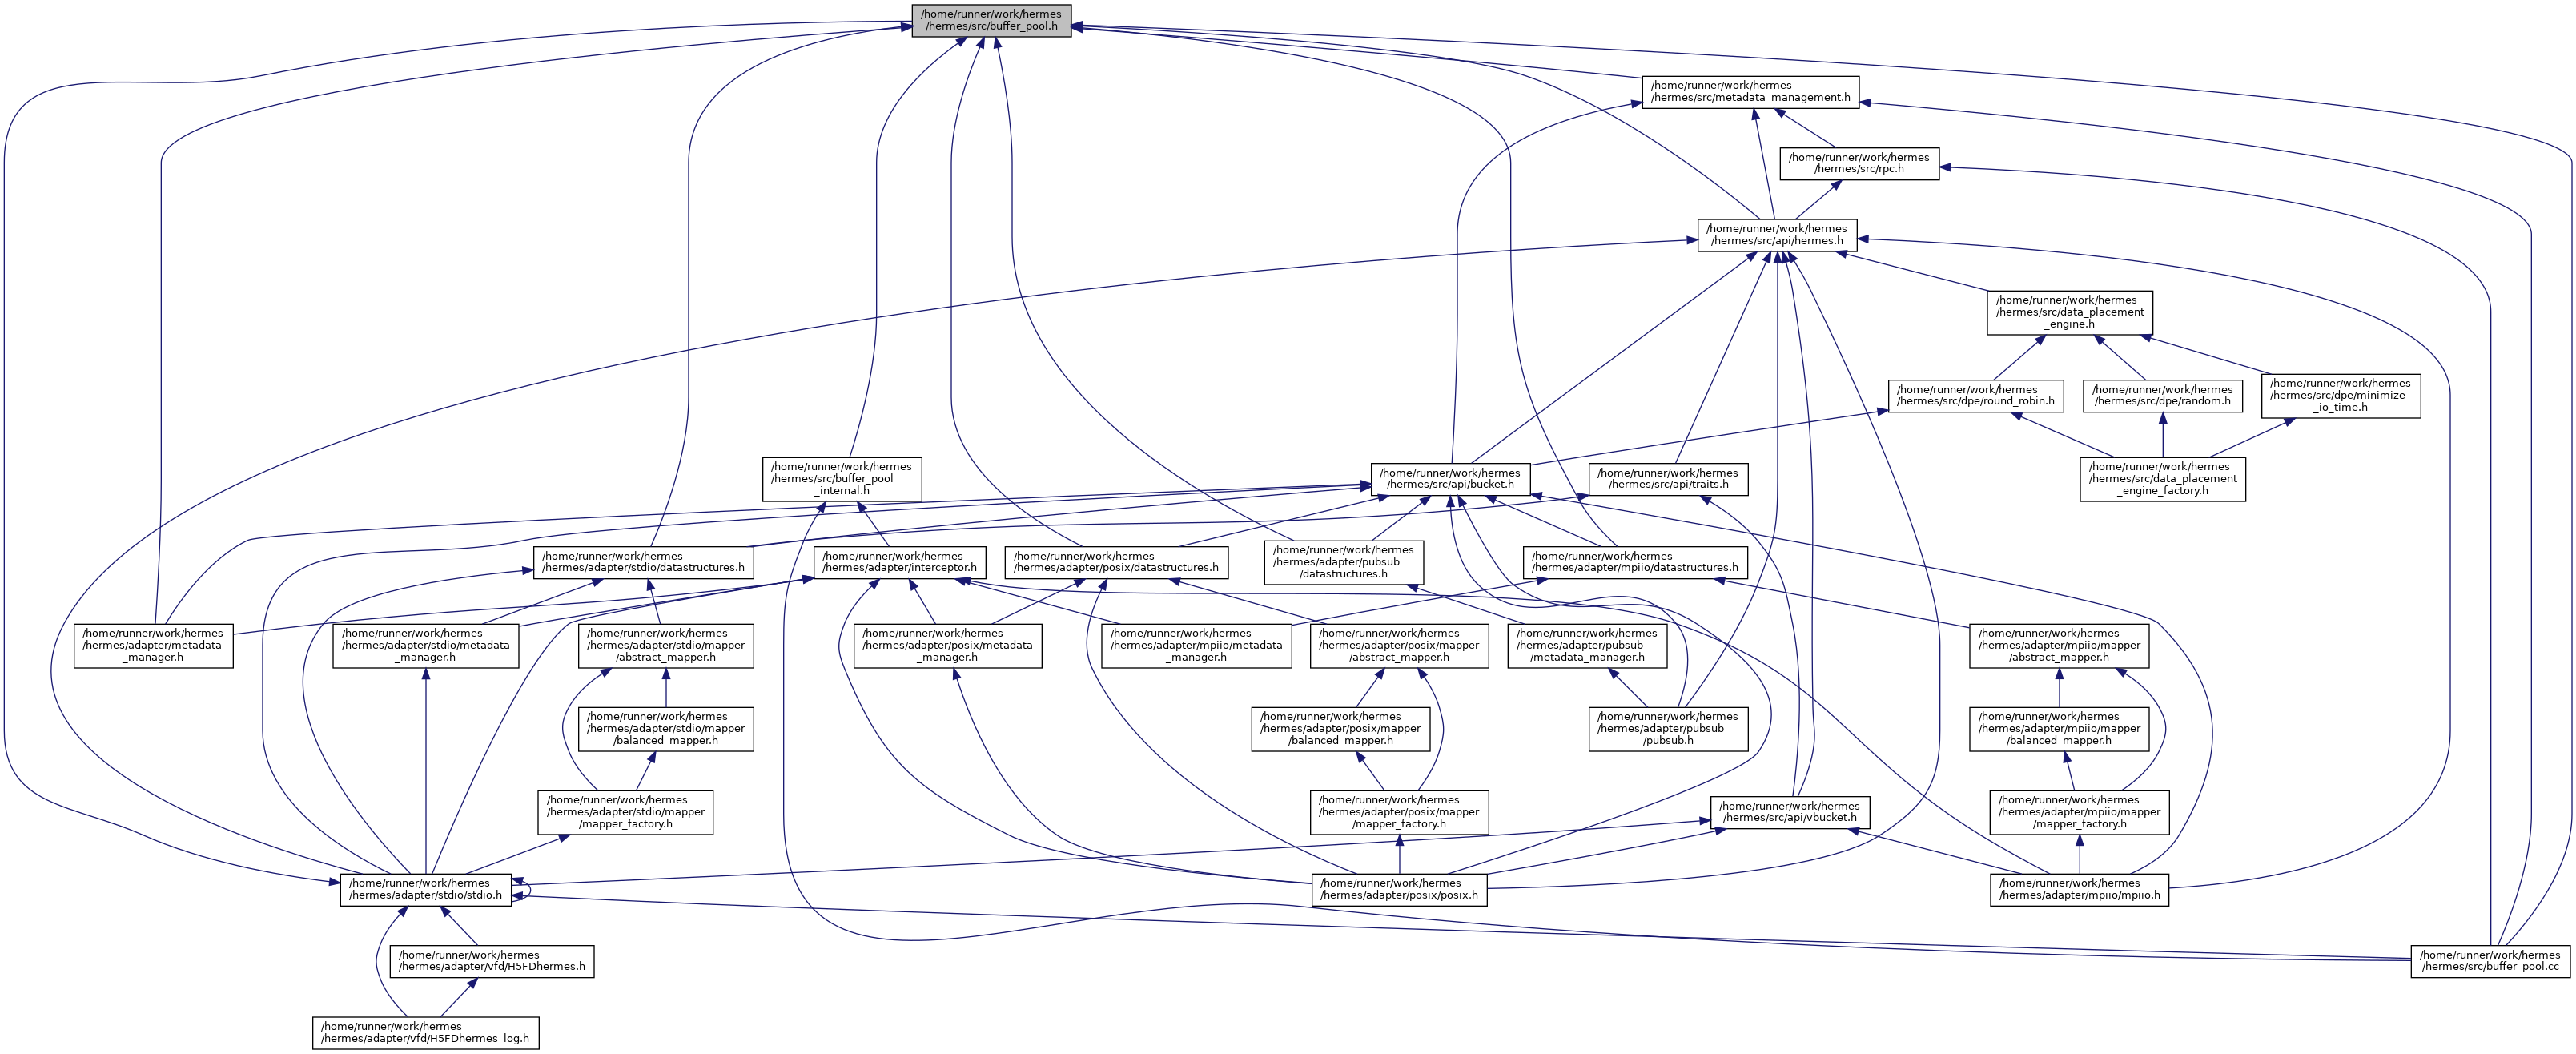 /home/runner/work/hermes
/hermes/src/buffer_pool.h
/home/runner/work/hermes
/hermes/src/metadata_management.h
/home/runner/work/hermes
/hermes/src/rpc.h
/home/runner/work/hermes
/hermes/src/api/hermes.h
/home/runner/work/hermes
/hermes/src/data_placement
_engine.h
/home/runner/work/hermes
/hermes/src/dpe/round_robin.h
/home/runner/work/hermes
/hermes/src/dpe/random.h
/home/runner/work/hermes
/hermes/src/dpe/minimize
_io_time.h
/home/runner/work/hermes
/hermes/src/buffer_pool
_internal.h
/home/runner/work/hermes
/hermes/src/api/bucket.h
/home/runner/work/hermes
/hermes/src/api/traits.h
/home/runner/work/hermes
/hermes/src/data_placement
_engine_factory.h
/home/runner/work/hermes
/hermes/adapter/stdio/datastructures.h
/home/runner/work/hermes
/hermes/adapter/interceptor.h
/home/runner/work/hermes
/hermes/adapter/posix/datastructures.h
/home/runner/work/hermes
/hermes/adapter/pubsub
/datastructures.h
/home/runner/work/hermes
/hermes/adapter/mpiio/datastructures.h
/home/runner/work/hermes
/hermes/adapter/metadata
_manager.h
/home/runner/work/hermes
/hermes/adapter/stdio/metadata
_manager.h
/home/runner/work/hermes
/hermes/adapter/stdio/mapper
/abstract_mapper.h
/home/runner/work/hermes
/hermes/adapter/posix/metadata
_manager.h
/home/runner/work/hermes
/hermes/adapter/mpiio/metadata
_manager.h
/home/runner/work/hermes
/hermes/adapter/posix/mapper
/abstract_mapper.h
/home/runner/work/hermes
/hermes/adapter/pubsub
/metadata_manager.h
/home/runner/work/hermes
/hermes/adapter/mpiio/mapper
/abstract_mapper.h
/home/runner/work/hermes
/hermes/adapter/stdio/mapper
/balanced_mapper.h
/home/runner/work/hermes
/hermes/adapter/posix/mapper
/balanced_mapper.h
/home/runner/work/hermes
/hermes/adapter/pubsub
/pubsub.h
/home/runner/work/hermes
/hermes/adapter/mpiio/mapper
/balanced_mapper.h
/home/runner/work/hermes
/hermes/adapter/stdio/mapper
/mapper_factory.h
/home/runner/work/hermes
/hermes/adapter/posix/mapper
/mapper_factory.h
/home/runner/work/hermes
/hermes/src/api/vbucket.h
/home/runner/work/hermes
/hermes/adapter/mpiio/mapper
/mapper_factory.h
/home/runner/work/hermes
/hermes/adapter/stdio/stdio.h
/home/runner/work/hermes
/hermes/adapter/posix/posix.h
/home/runner/work/hermes
/hermes/adapter/mpiio/mpiio.h
/home/runner/work/hermes
/hermes/adapter/vfd/H5FDhermes.h
/home/runner/work/hermes
/hermes/src/buffer_pool.cc
/home/runner/work/hermes
/hermes/adapter/vfd/H5FDhermes_log.h